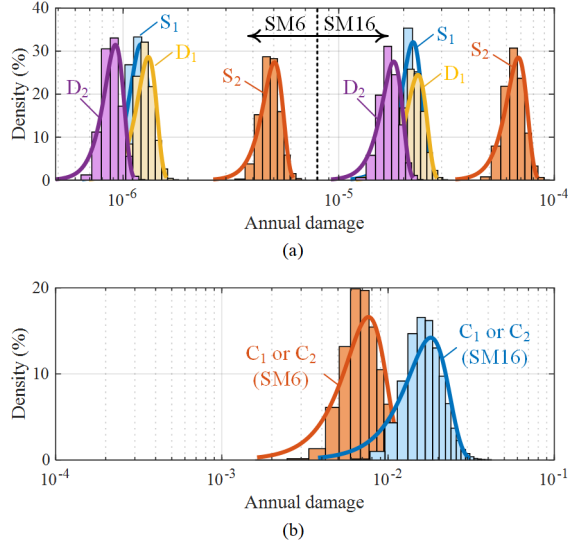 40
30
20
10
0
Density (%)
SM6 SM16
S₁ S₁
D₁ S₂ S₂
D₂ D₂ D₁
10⁻⁶ 10⁻⁵ 10⁻⁴
Annual damage
(a)
20
10
0
Density (%)
C₁ or C₂ C₁ or C₂
(SM6) (SM16)
10⁻⁴ 10⁻³ 10⁻² 10⁻¹
Annual damage
(b)